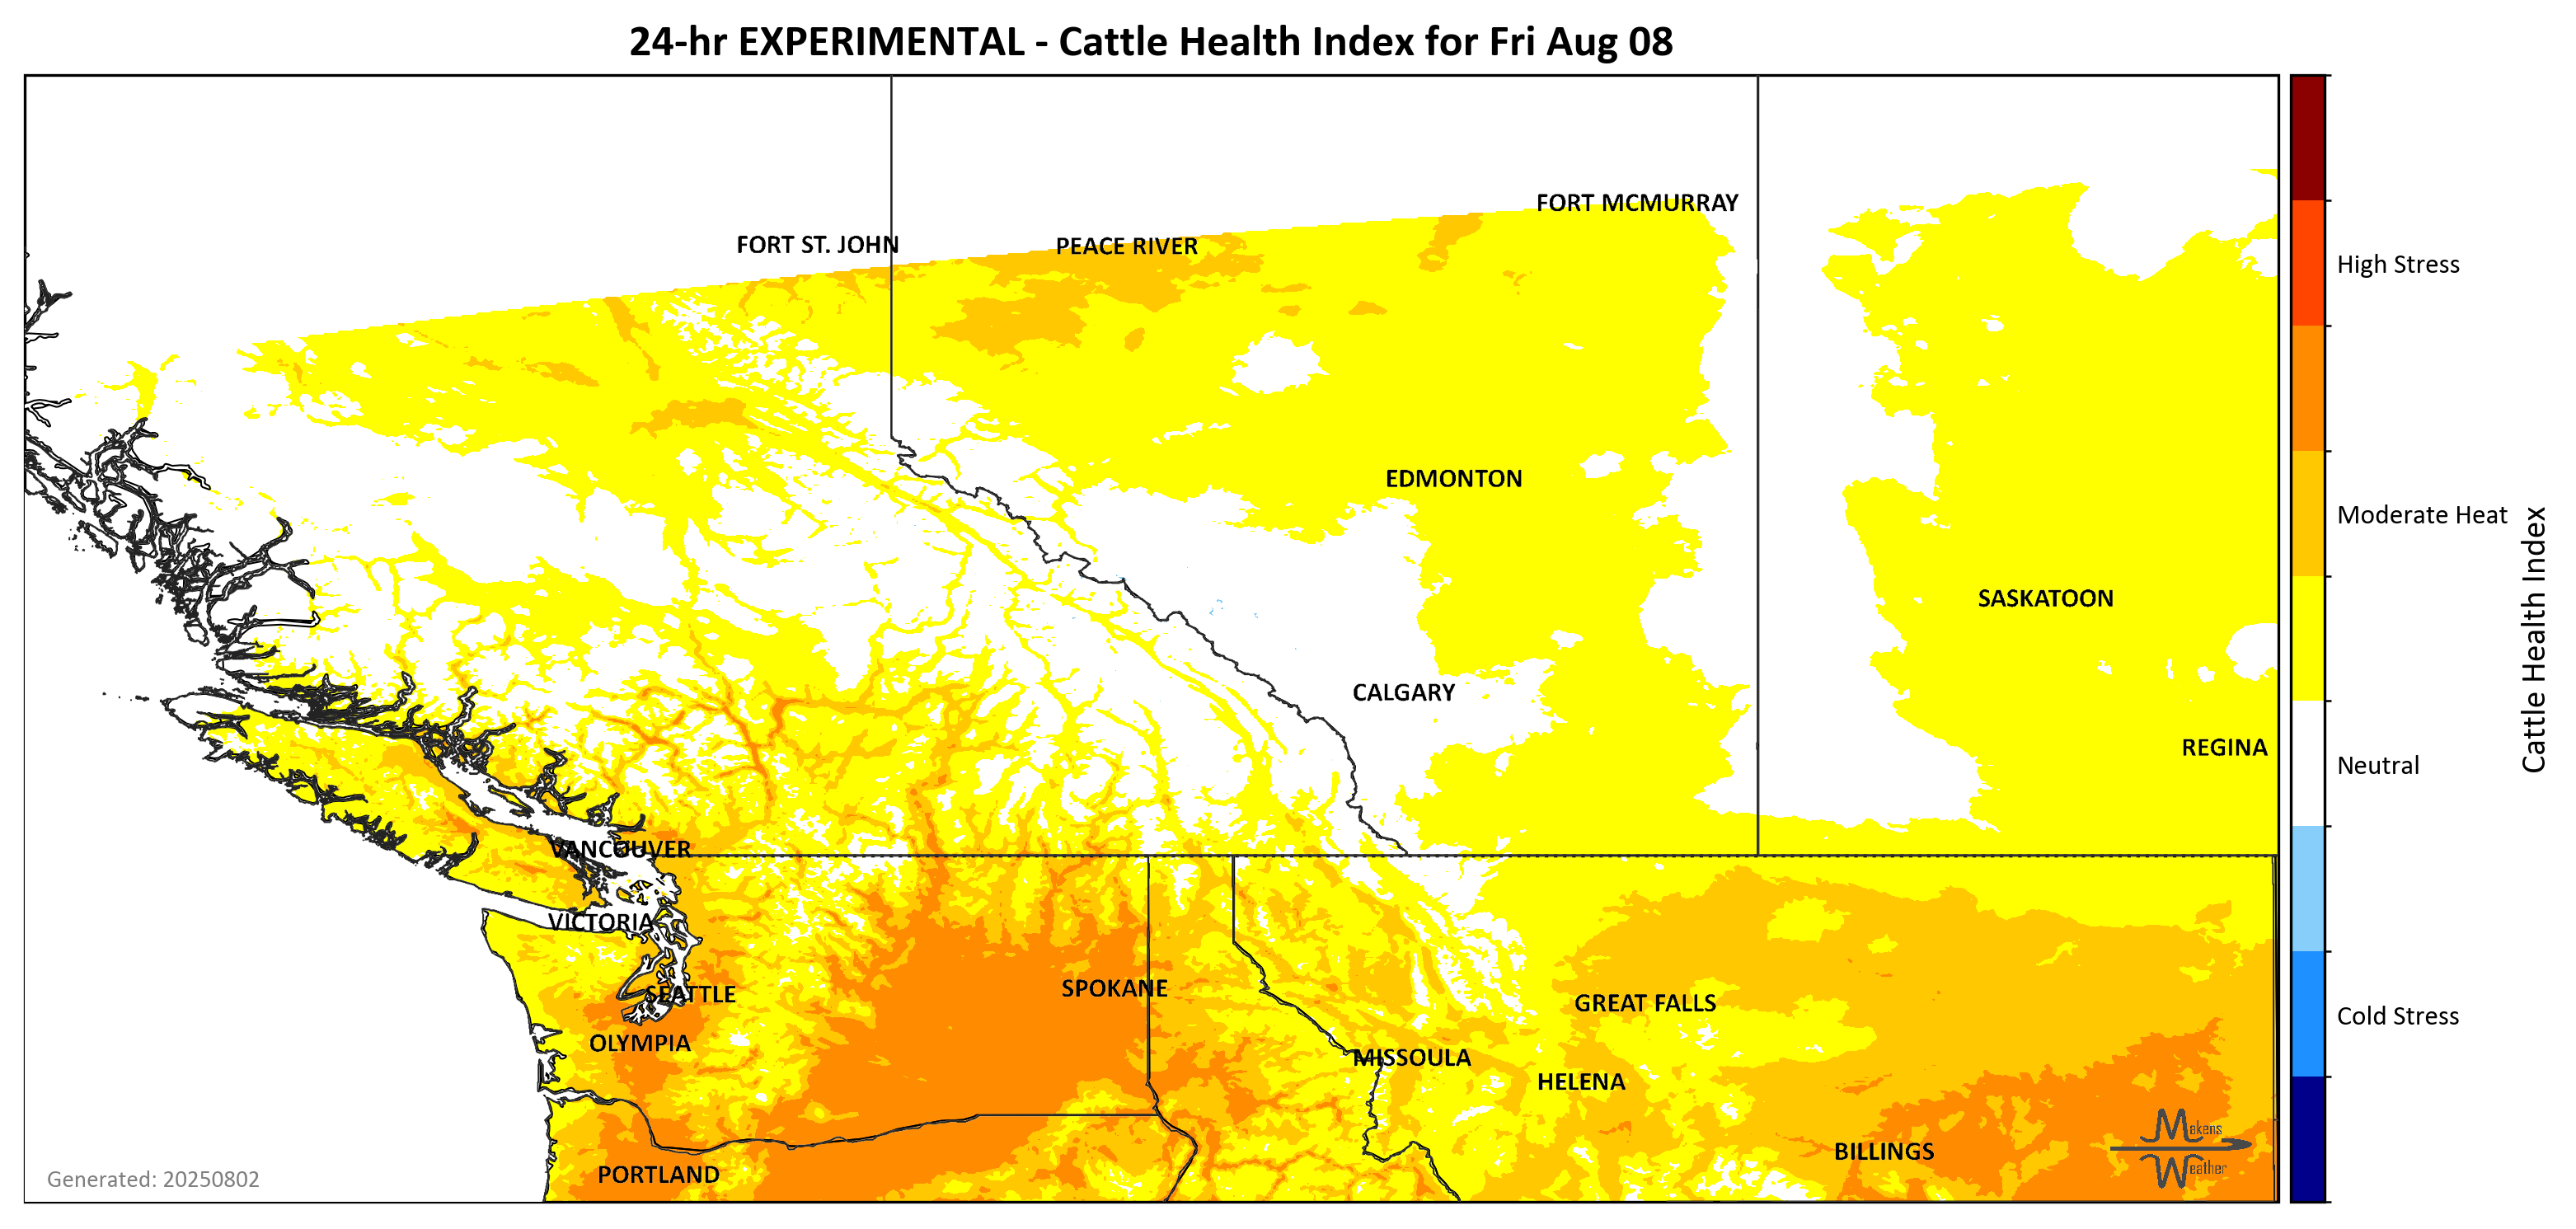 24-hr EXPERIMENTAL - Cattle Health Index for Fri Aug 08
FORT MCMURRAY
FORT ST. JOHN
PEACE RIVER
High Stress
EDMONTON
Moderate Heat
SASKATOON
CALGARY
REGINA
Neutral
Cattle Health Index
VANCOUVER
VICTORIA
SEATTLE
SPOKANE
GREAT FALLS
Cold Stress
OLYMPIA
MISSOULA
HELENA
BILLINGS
Makens
Weather
PORTLAND
Generated: 20250802